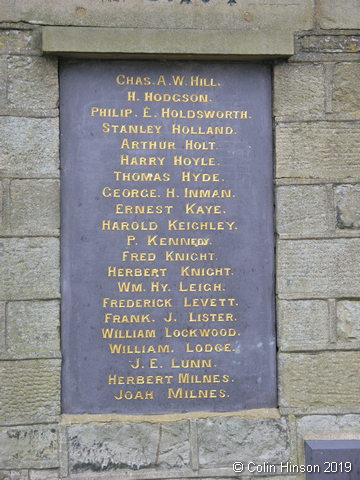 CHAS. A. W. HILL.
H. HODGSON.
PHILIP. E. HOLDSWORTH.
STANLEY HOLLAND.
ARTHUR HOLT.
HARRY HOYLE.
THOMAS HYDE.
GEORGE. H. INMAN.
ERNEST KAYE.
HAROLD KEIGHLEY.
P. KENNEDY.
FRED KNIGHT.
HERBERT KNIGHT.
WM. HY. LEIGH.
FREDERICK LEVETT.
FRANK. J. LISTER.
WILLIAM LOCKWOOD.
WILLIAM. LODGE.
J. E. LUNN.
HERBERT MILNES.
JOAH MILNES.
©Colin Hinson @2019